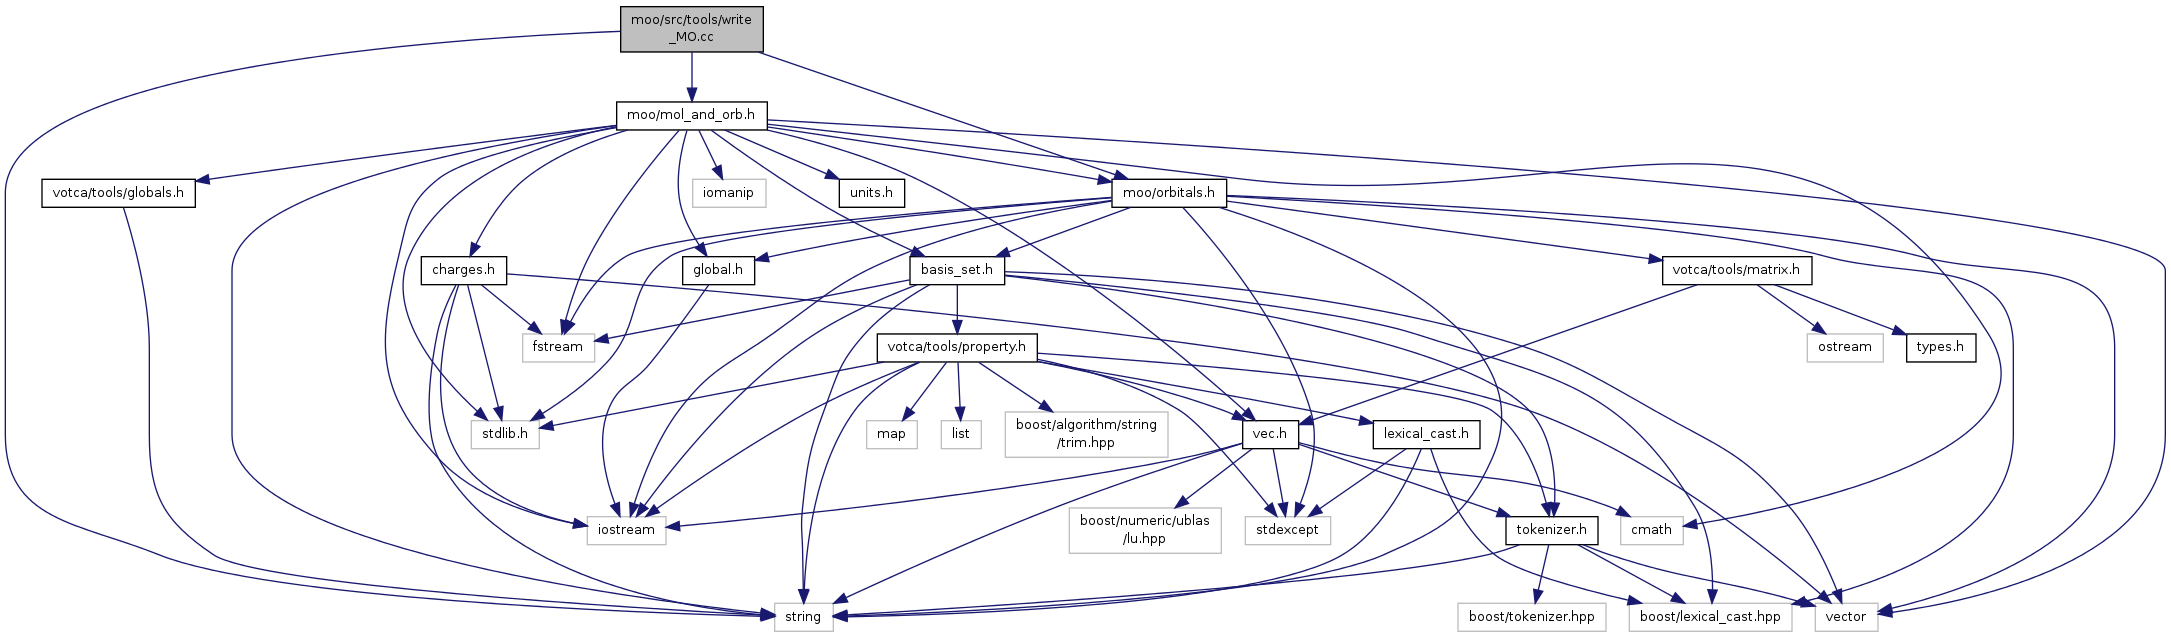 moo/src/tools/write
_MO.cc
moo/mol_and_orb.h
votca/tools/globals.h
iomanip
units.h
moo/orbitals.h
charges.h
global.h
basis_set.h
votca/tools/matrix.h
fstream
votca/tools/property.h
ostream
types.h
stdlib.h
map
list
boost/algorithm/string
/trim.hpp
vec.h
lexical_cast.h
iostream
boost/numeric/ublas
/lu.hpp
stdexcept
tokenizer.h
cmath
string
boost/tokenizer.hpp
boost/lexical_cast.hpp
vector